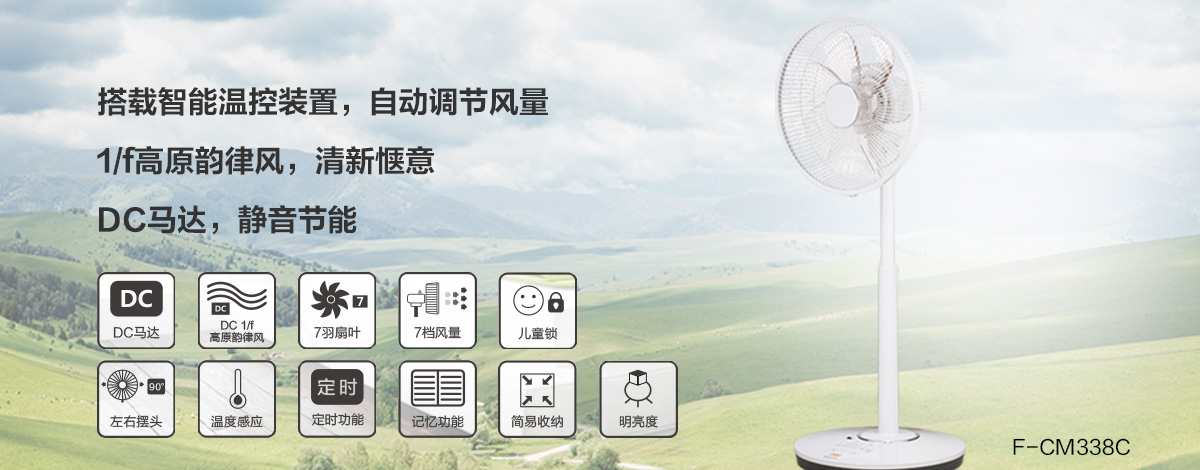 搭载智能温控装置，自动调节风量
1/f高原韵律风，清新惬意
DC马达，静音节能
DC
DC马达
DC
DC 1/f
高原韵律风
7
7羽扇叶
7档风量
儿童锁
90°
左右摆头
温度感应
定时
定时功能
记忆功能
简易收纳
明亮度
F-CM338C